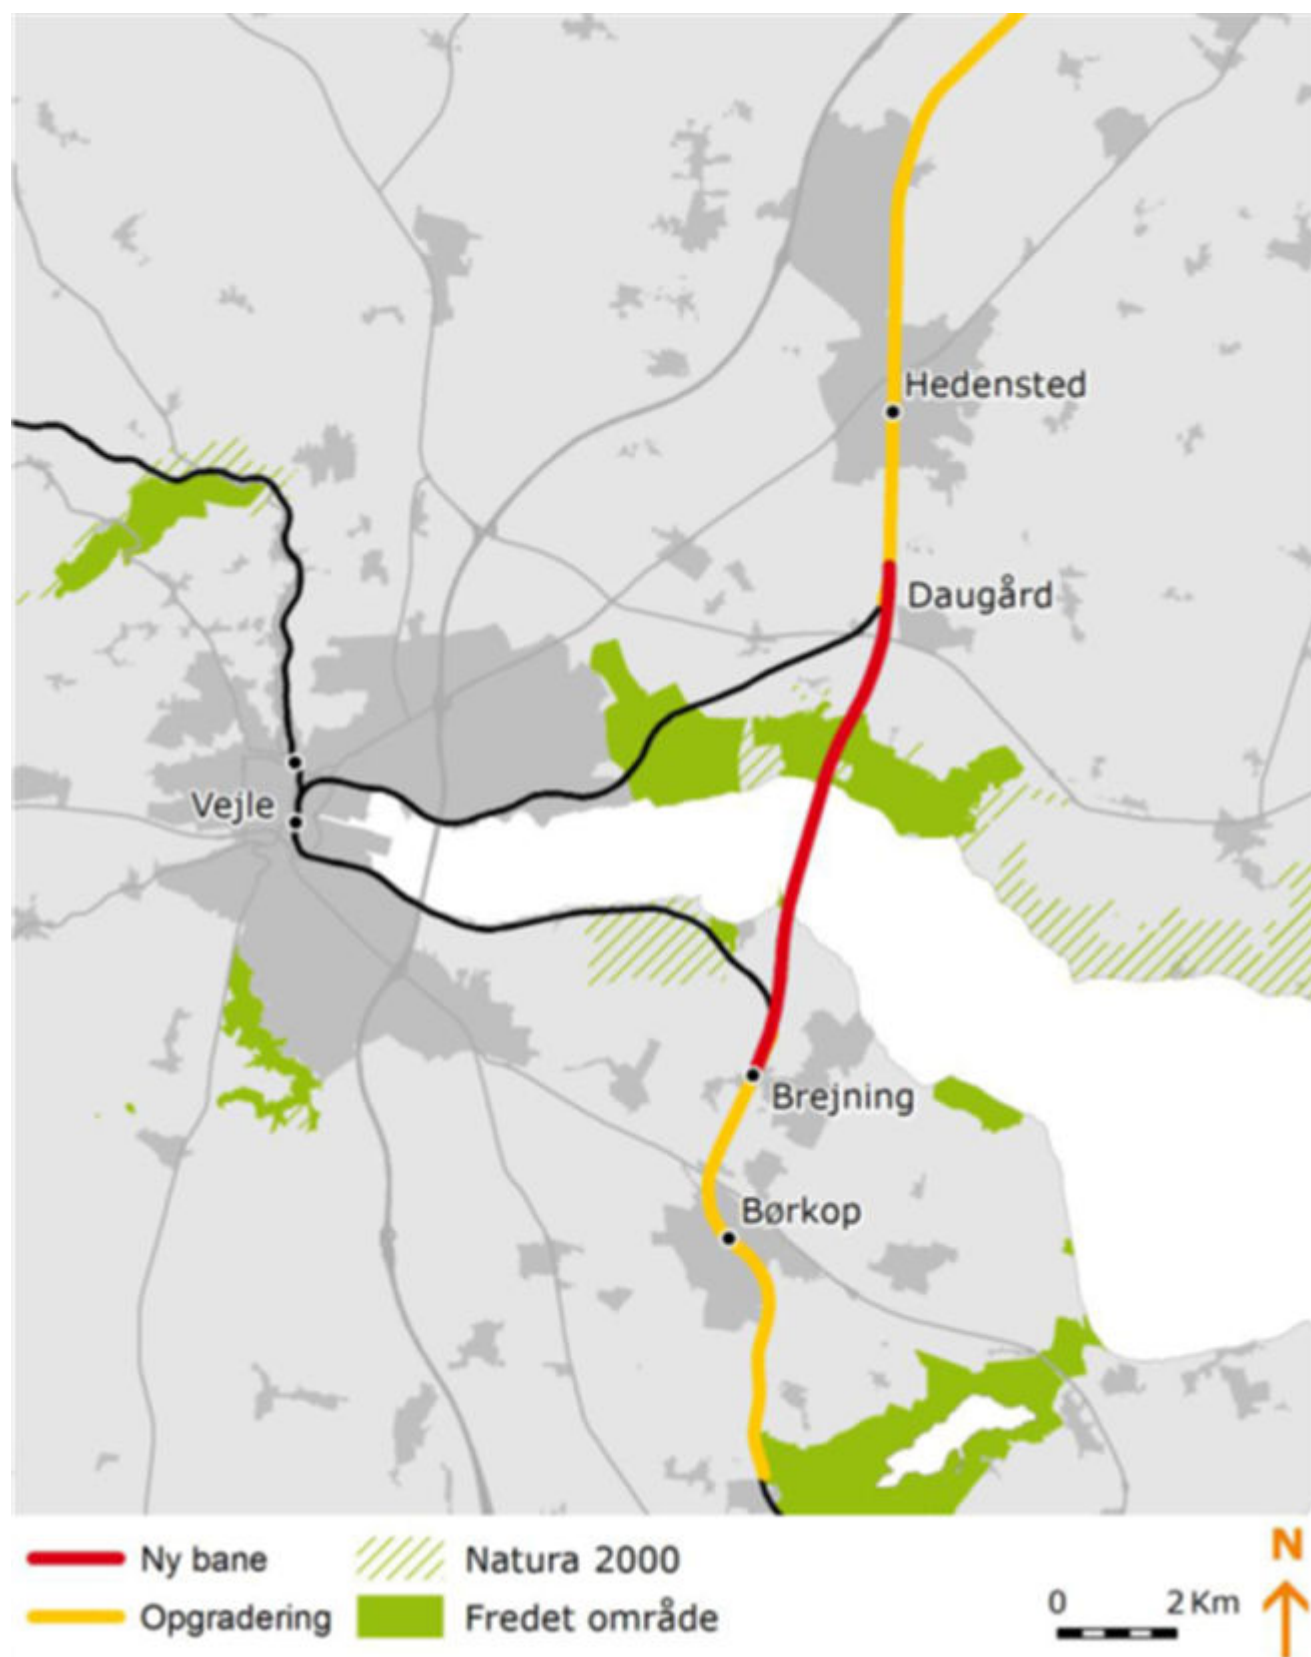 Hedensted
Daugård
Vejle
Brejning
Børkop
Ny bane
Natura 2000
N
Opgradering
Fredet område
0 2 Km